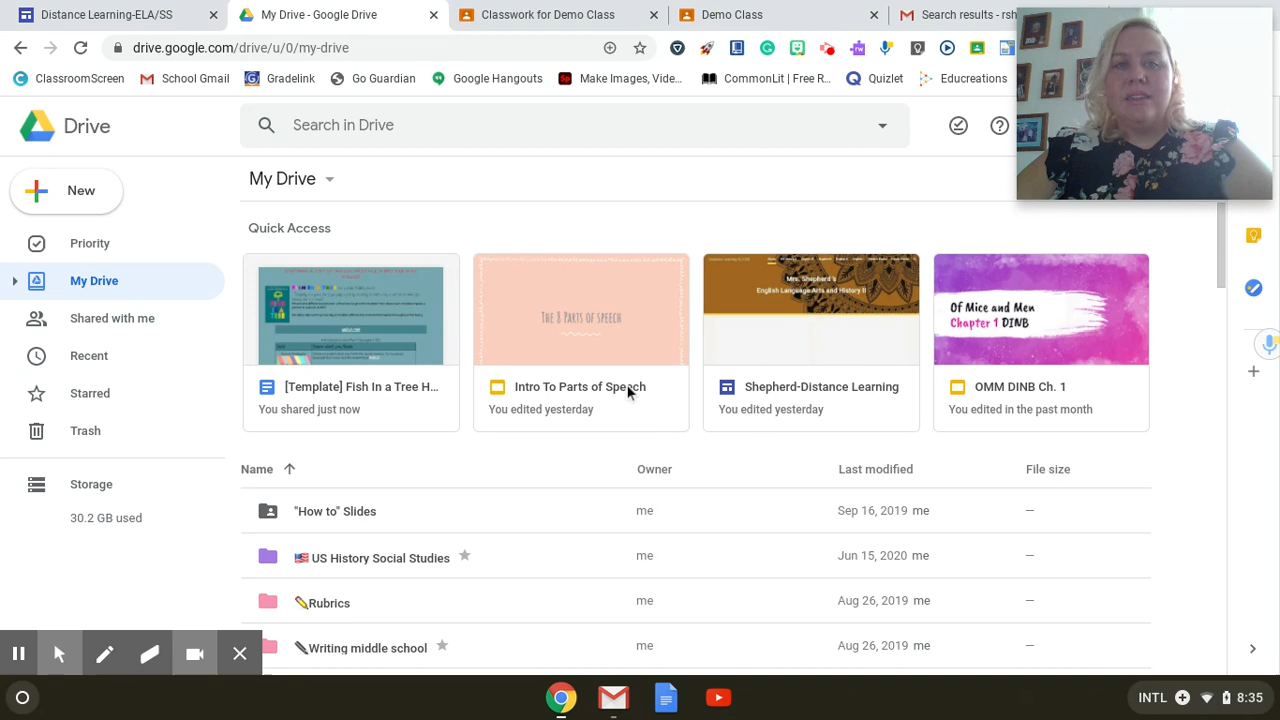 Distance Learning-ELA/SS
My Drive - Google Drive
Classwork for Demo Class
Demo Class
Search results - rsh
drive.google.com/drive/u/0/my-drive
ClassroomScreen
School Gmail
Gradelink
Go Guardian
Google Hangouts
Make Images, Vide...
CommonLit | Free R...
Quizlet
Educreations
Drive
Search in Drive
New
My Drive
Quick Access
Priority
My Drive
Shared with me
Recent
Starred
Trash
Storage
30.2 GB used
THE 8 PARTS OF SPEECH
Mrs. Shepherd's
English Language Arts and History II
Of Mice and Men
Chapter 1 DINB
[Template] Fish In a Tree H...
You shared just now
Intro To Parts of Speech
You edited yesterday
Shepherd-Distance Learning
You edited yesterday
OMM DINB Ch. 1
You edited in the past month
Name Owner Last modified File size
"How to" Slides me Sep 16, 2019 me —
🇺🇸 US History Social Studies me Jun 15, 2020 me —
✏️Rubrics me Aug 26, 2019 me —
✒️Writing middle school me Aug 26, 2019 me —
INTL 8:35